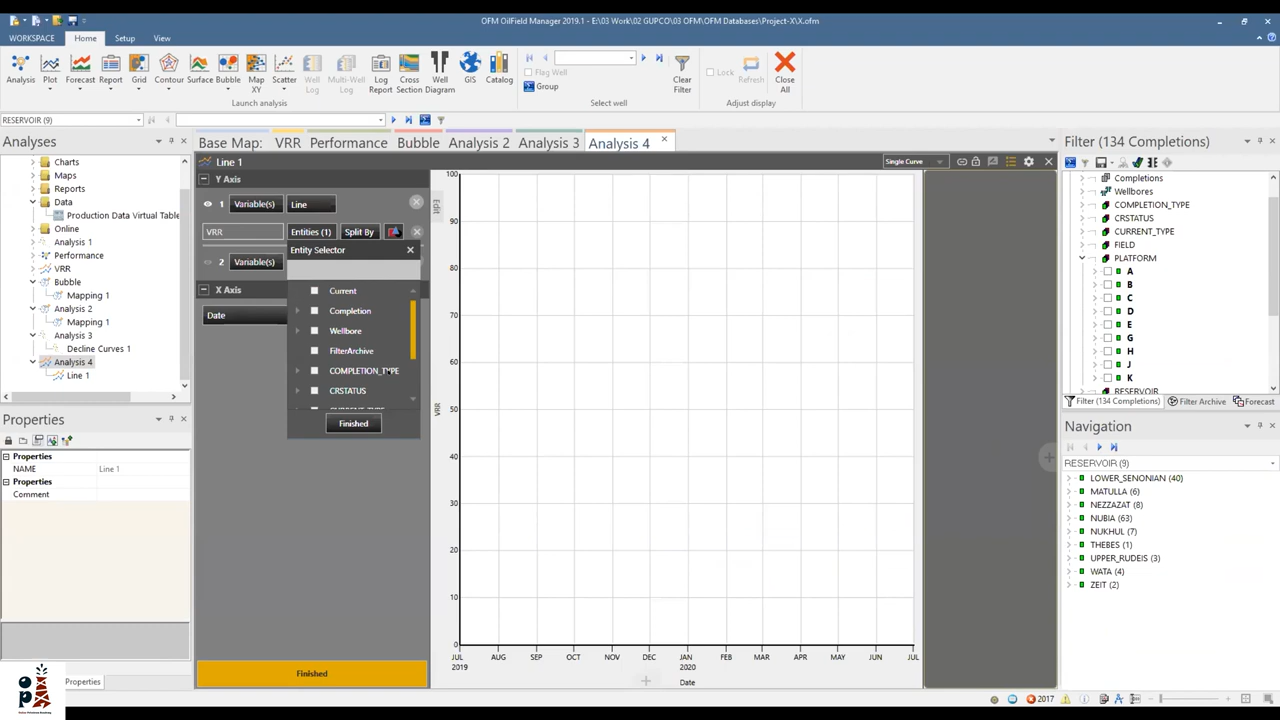 OFM OilField Manager 2019.1 - E:\03 Work\02 GUPCO\03 OFM\OFM Databases\Project-X\X.ofm
WORKSPACE Home Setup View
Analysis Plot Forecast Report Grid Contour Surface Bubble Map XY Scatter Well Log Multi-Well Log Log Report Cross Section Well Diagram GIS Catalog
Flag Well
Group
Clear Filter
Lock Refresh
Close All
Launch analysis Select well Adjust display
RESERVOIR (9)
Analyses
Charts
Maps
Reports
Data
Production Data Virtual Table
Online
Analysis 1
Performance
VRR
Bubble
Mapping 1
Analysis 2
Mapping 1
Analysis 3
Decline Curves 1
Analysis 4
Line 1
Properties
Properties
NAME Line 1
Properties
Comment
Properties
Base Map: VRR Performance Bubble Analysis 2 Analysis 3 Analysis 4
Line 1
Single Curve
Y Axis
1 Variable(s) Line
VRR Entities (1) Split By
2 Variable(s)
X Axis
Date
Entity Selector
Current
Completion
Wellbore
FilterArchive
COMPLETION_TYPE
CRSTATUS
Finished
Finished
Edit
VRR
100
90
80
70
60
50
40
30
20
10
0
JUL AUG SEP OCT NOV DEC JAN FEB MAR APR MAY JUN JUL
2019 2020
Date
Filter (134 Completions)
Completions
Wellbores
COMPLETION_TYPE
CRSTATUS
CURRENT_TYPE
FIELD
PLATFORM
A
B
C
D
E
G
H
J
K
RESERVOIR
Filter (134 Completions) Filter Archive Forecast
Navigation
RESERVOIR (9)
LOWER_SENONIAN (40)
MATULLA (6)
NEZZAZAT (8)
NUBIA (63)
NUKHUL (7)
THEBES (1)
UPPER_RUDEIS (3)
WATA (4)
ZEIT (2)
2017